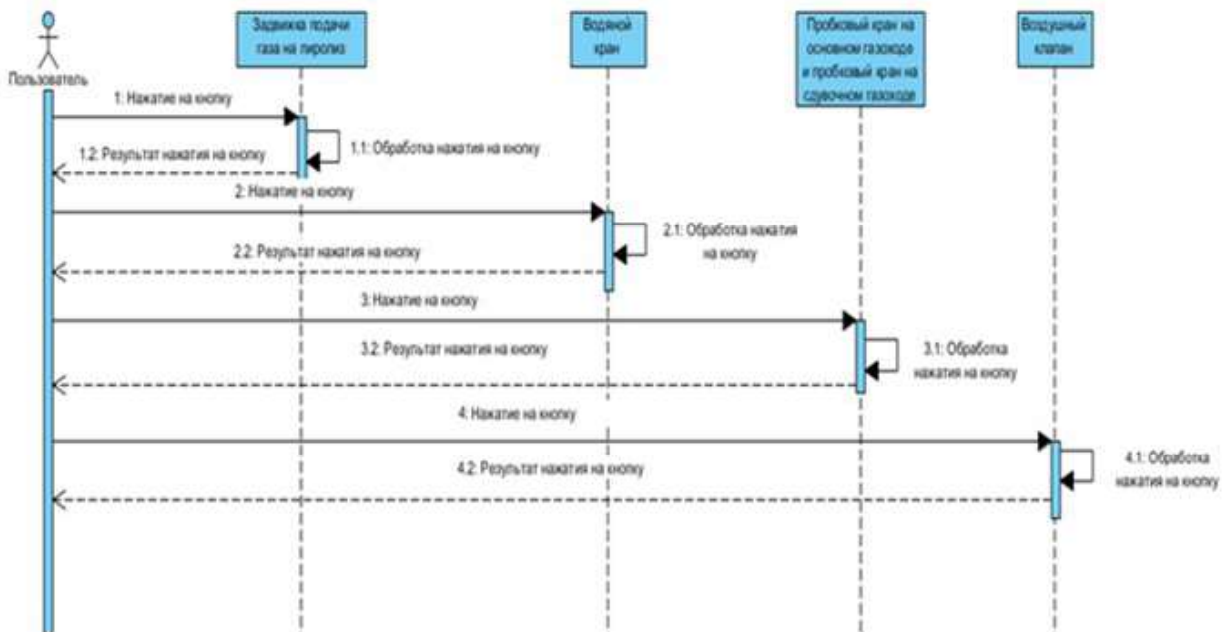 Пользователь
Задвижка подачи
газа на пиролиз
Водяной
кран
Пробковый кран на
основном газоходе
и пробковый кран на
сдувочном газоходе
Воздушный
клапан
1: Нажатие на кнопку
1.1: Обработка нажатия на кнопку
1.2: Результат нажатия на кнопку
2: Нажатие на кнопку
2.1: Обработка нажатия
на кнопку
2.2: Результат нажатия на кнопку
3: Нажатие на кнопку
3.1: Обработка
нажатия на кнопку
3.2: Результат нажатия на кнопку
4: Нажатие на кнопку
4.1: Обработка
нажатия на кнопку
4.2: Результат нажатия на кнопку